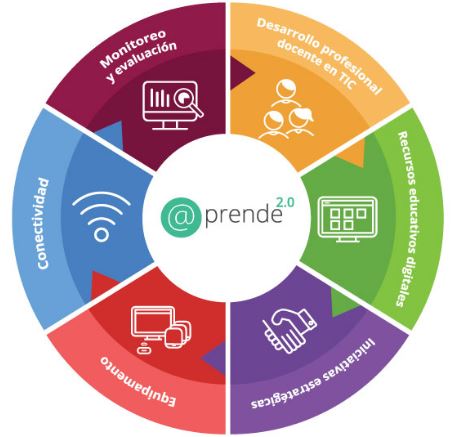 Monitoreo
y evaluación
Desarrollo profesional
docente en TIC
Recursos educativos digitales
Iniciativas estratégicas
Equipamento
Conectividad
@prende 2.0